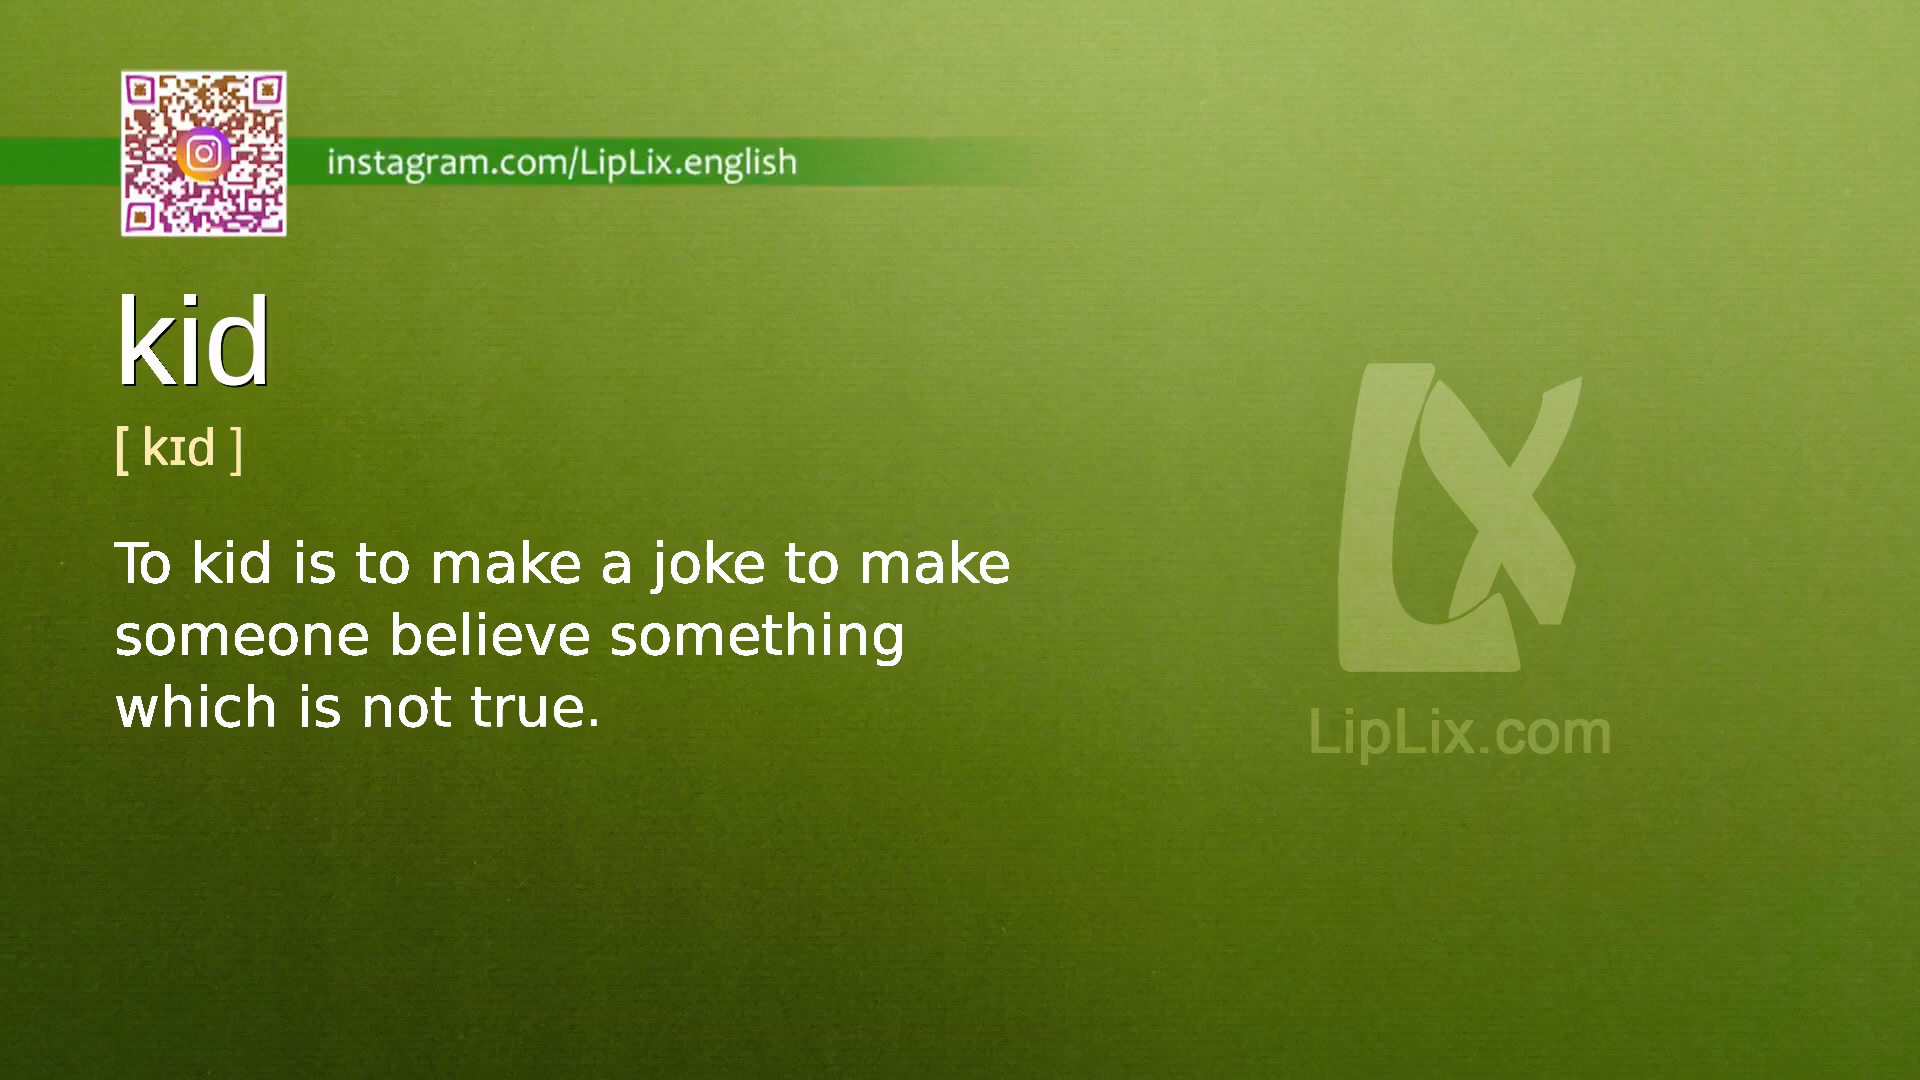 instagram.com/LipLix.english
kid
[ kɪd ]
To kid is to make a joke to make
someone believe something
which is not true.
LX
LipLix.com